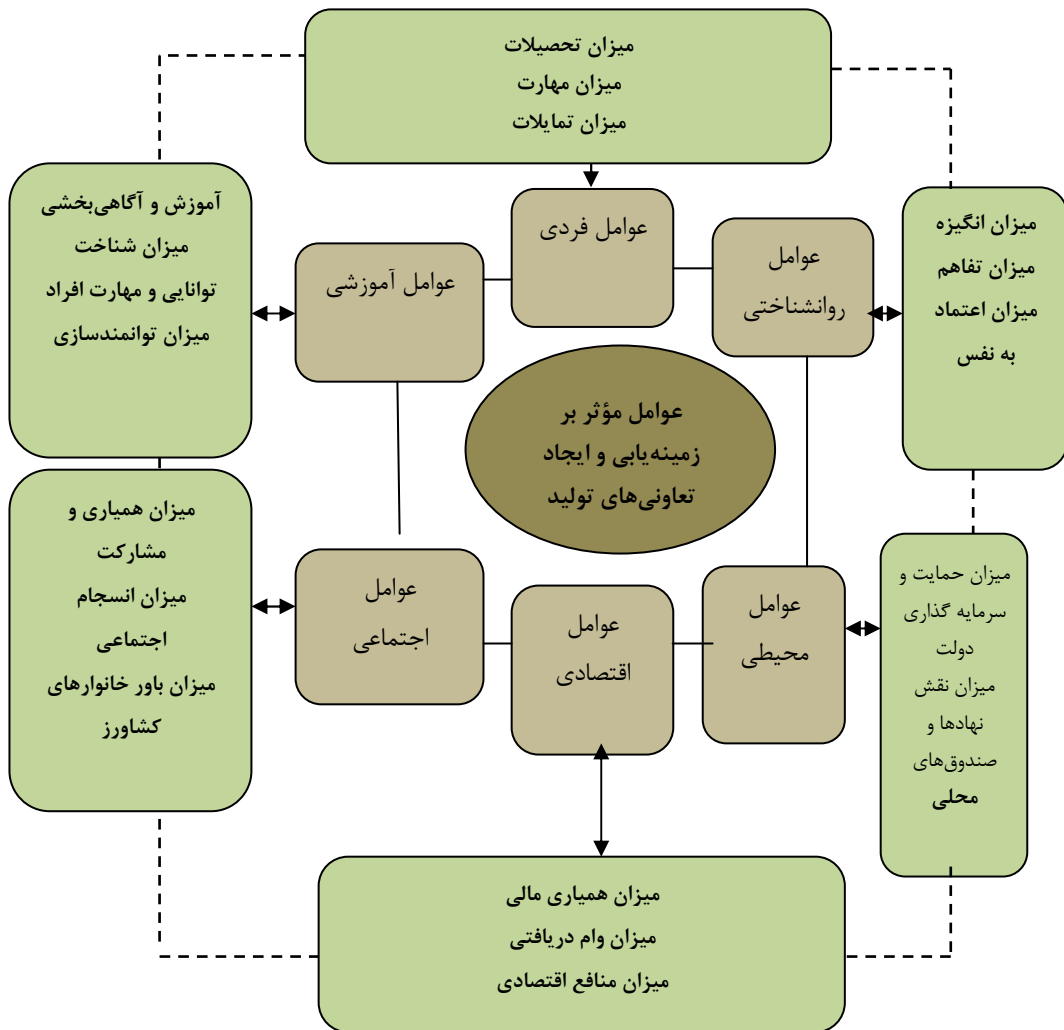 میزان تحصیلات
میزان مهارت
میزان تمایلات
آموزش و آگاهی‌بخشی
میزان شناخت
توانایی و مهارت افراد
میزان توانمندسازی
عوامل آموزشی
عوامل فردی
عوامل
روانشناختی
میزان انگیزه
میزان تفاهم
میزان اعتماد
به نفس
عوامل مؤثر بر
زمینه‌یابی و ایجاد
تعاونی‌های تولید
میزان همیاری و
مشارکت
میزان انسجام
اجتماعی
میزان باور خانوارهای
کشاورز
عوامل
اجتماعی
عوامل
اقتصادی
عوامل
محیطی
میزان حمایت و
سرمایه گذاری
دولت
میزان نقش
نهادها و
صندوق‌های
محلی
میزان همیاری مالی
میزان وام دریافتی
میزان منافع اقتصادی